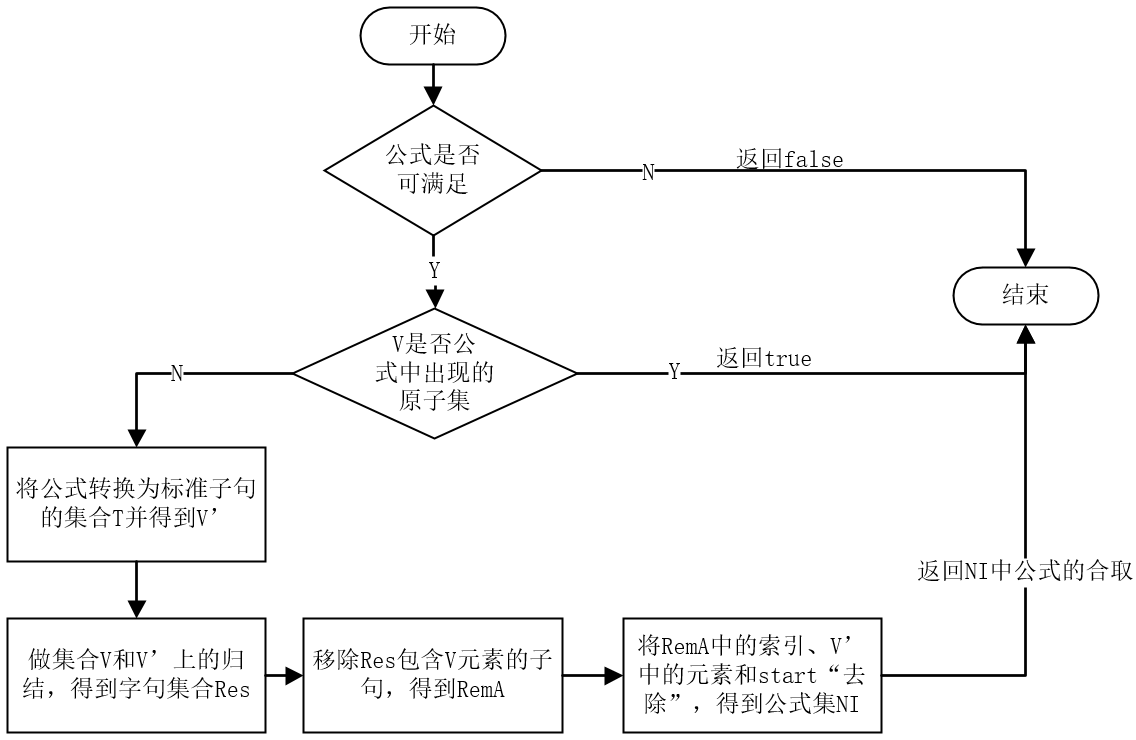 开始
公式是否
可满足
N
返回false
Y
结束
V是否公
式中出现的
原子集
N
Y
返回true
将公式转换为标准子句
的集合T并得到V’
返回NI中公式的合取
做集合V和V’上的归
结，得到字句集合Res
移除Res包含V元素的子
句，得到RemA
将RemA中的索引、V’
中的元素和start“去
除”，得到公式集NI